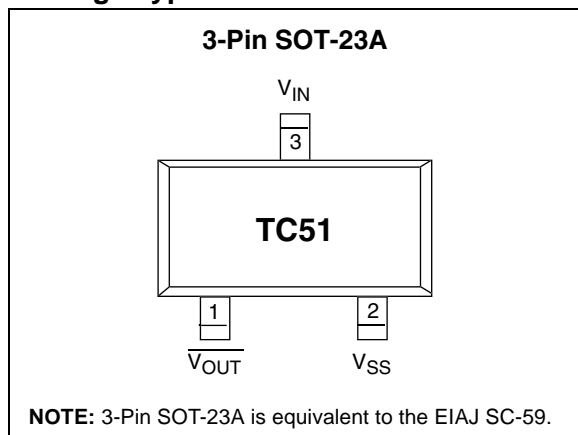 3-Pin SOT-23A
VIN
3
TC51
1 2
VOUT VSS
NOTE: 3-Pin SOT-23A is equivalent to the EIAJ SC-59.